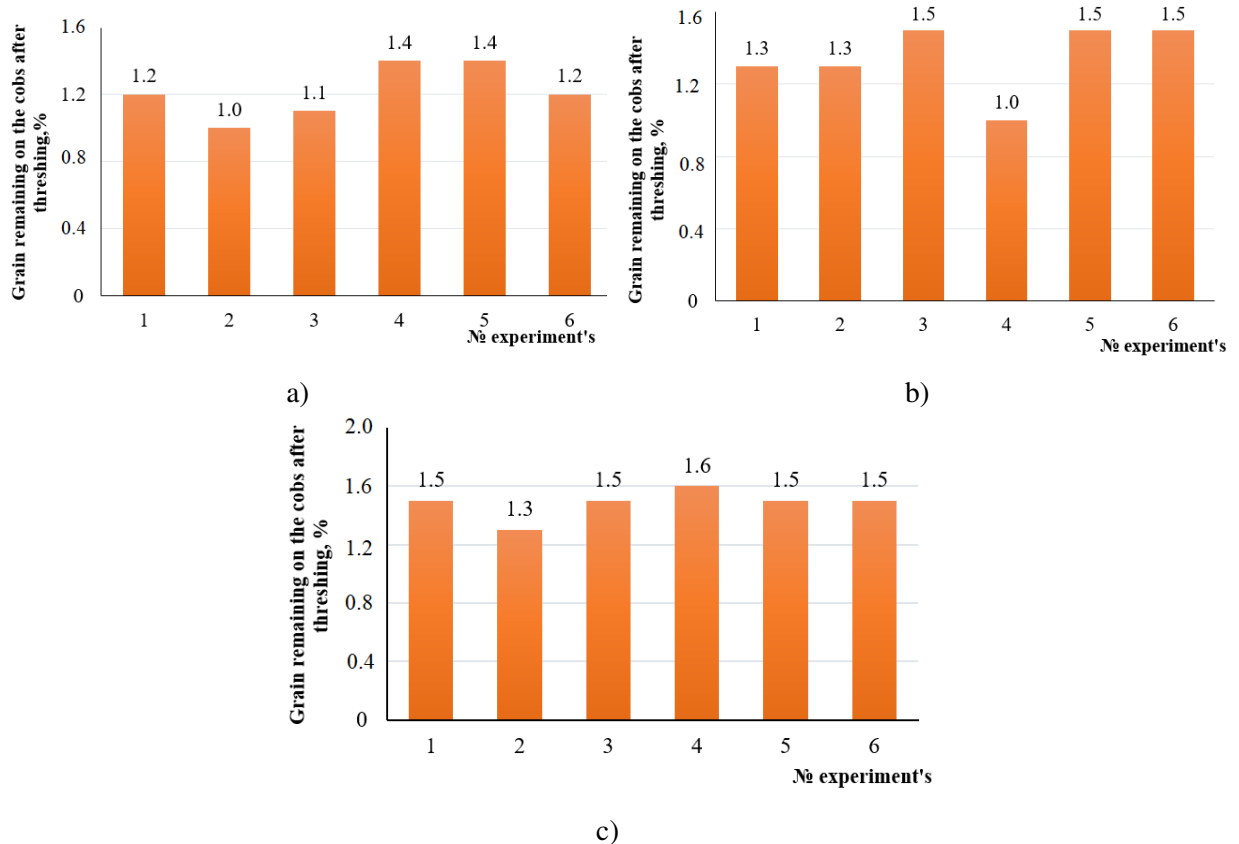 Grain remaining on the cobs after
threshing,%
1.6
1.2
0.8
0.4
0
1.2
1.0
1.1
1.4
1.4
1.2
1 2 3 4 5 6
№ experiment's
a)
Grain remaining on the cobs after
threshing, %
1.6
1.2
0.8
0.4
0
1.3
1.3
1.5
1.0
1.5
1.5
1 2 3 4 5 6
№ experiment's
b)
Grain remaining on the cobs after
threshing, %
2.0
1.6
1.2
0.8
0.4
0
1.5
1.3
1.5
1.6
1.5
1.5
1 2 3 4 5 6
№ experiment's
c)